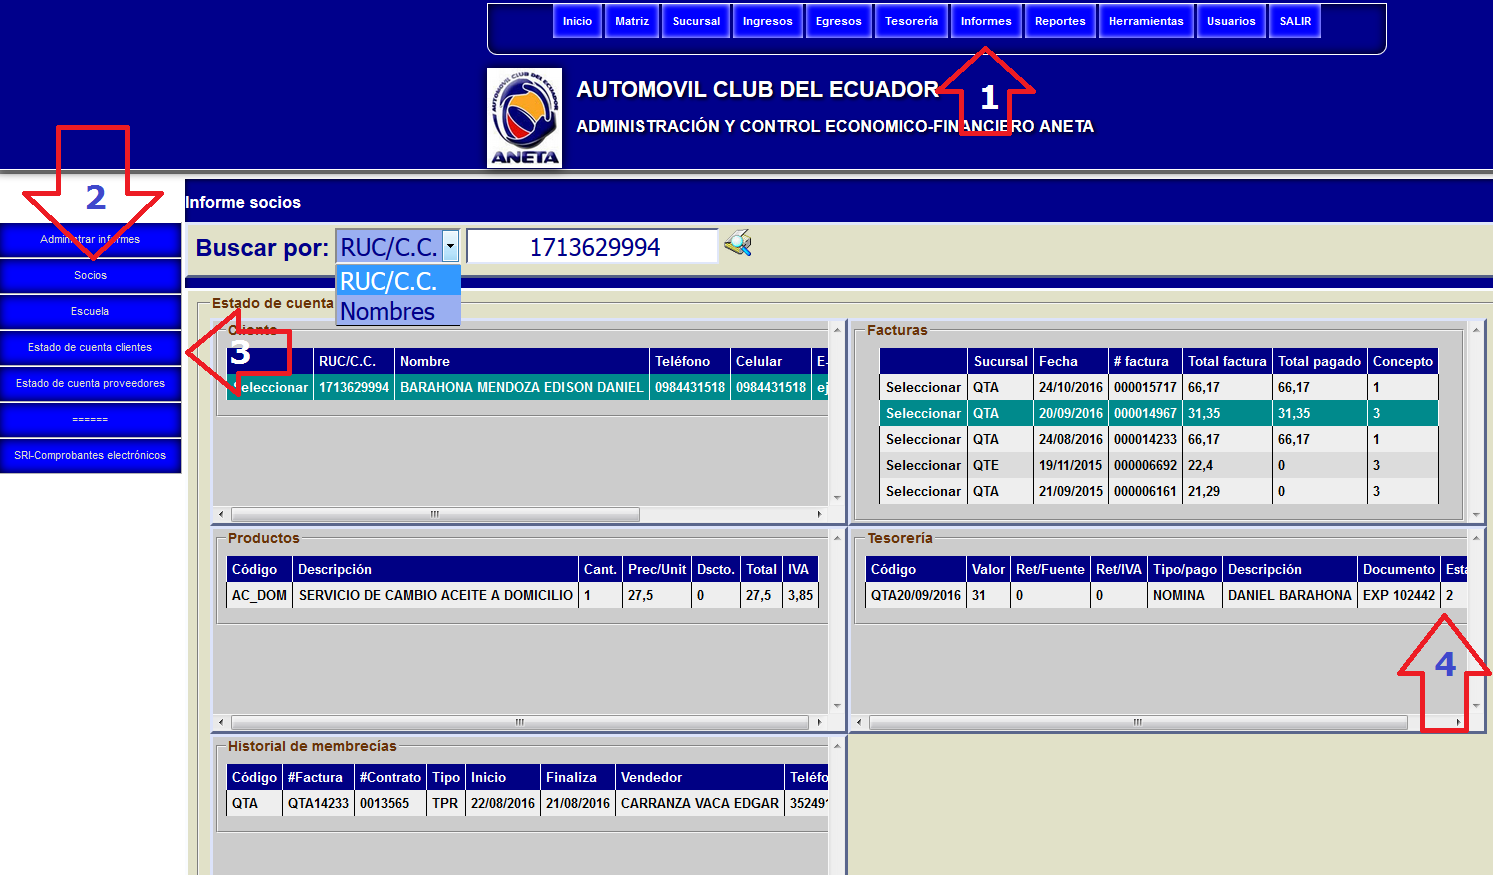 Inicio Matriz Sucursal Ingresos Egresos Tesorería Informes Reportes Herramientas Usuarios SALIR
1
AUTOMOVIL CLUB DEL ECUADOR
ADMINISTRACIÓN Y CONTROL ECONOMICO-FINANCIERO ANETA
AUTOMOVIL CLUB DEL ECUADOR
ANETA
2
Administrar informes
Socios
Escuela
Estado de cuenta clientes
Estado de cuenta proveedores
======
SRI-Comprobantes electrónicos
3
Informe socios
Buscar por: RUC/C.C. 1713629994
RUC/C.C.
Nombres
Estado de cuenta
Cliente
RUC/C.C. Nombre Teléfono Celular E-
Seleccionar 1713629994 BARAHONA MENDOZA EDISON DANIEL 0984431518 0984431518 ej
Facturas
Sucursal Fecha # factura Total factura Total pagado Concepto
Seleccionar QTA 24/10/2016 000015717 66,17 66,17 1
Seleccionar QTA 20/09/2016 000014967 31,35 31,35 3
Seleccionar QTA 24/08/2016 000014233 66,17 66,17 1
Seleccionar QTE 19/11/2015 000006692 22,4 0 3
Seleccionar QTA 21/09/2015 000006161 21,29 0 3
Productos
Código Descripción Cant. Prec/Unit Dscto. Total IVA
AC_DOM SERVICIO DE CAMBIO ACEITE A DOMICILIO 1 27,5 0 27,5 3,85
Tesorería
Código Valor Ret/Fuente Ret/IVA Tipo/pago Descripción Documento Esta
QTA20/09/2016 31 0 0 NOMINA DANIEL BARAHONA EXP 102442 2
4
Historial de membrecías
Código #Factura #Contrato Tipo Inicio Finaliza Vendedor Teléfo
QTA QTA14233 0013565 TPR 22/08/2016 21/08/2016 CARRANZA VACA EDGAR 35249